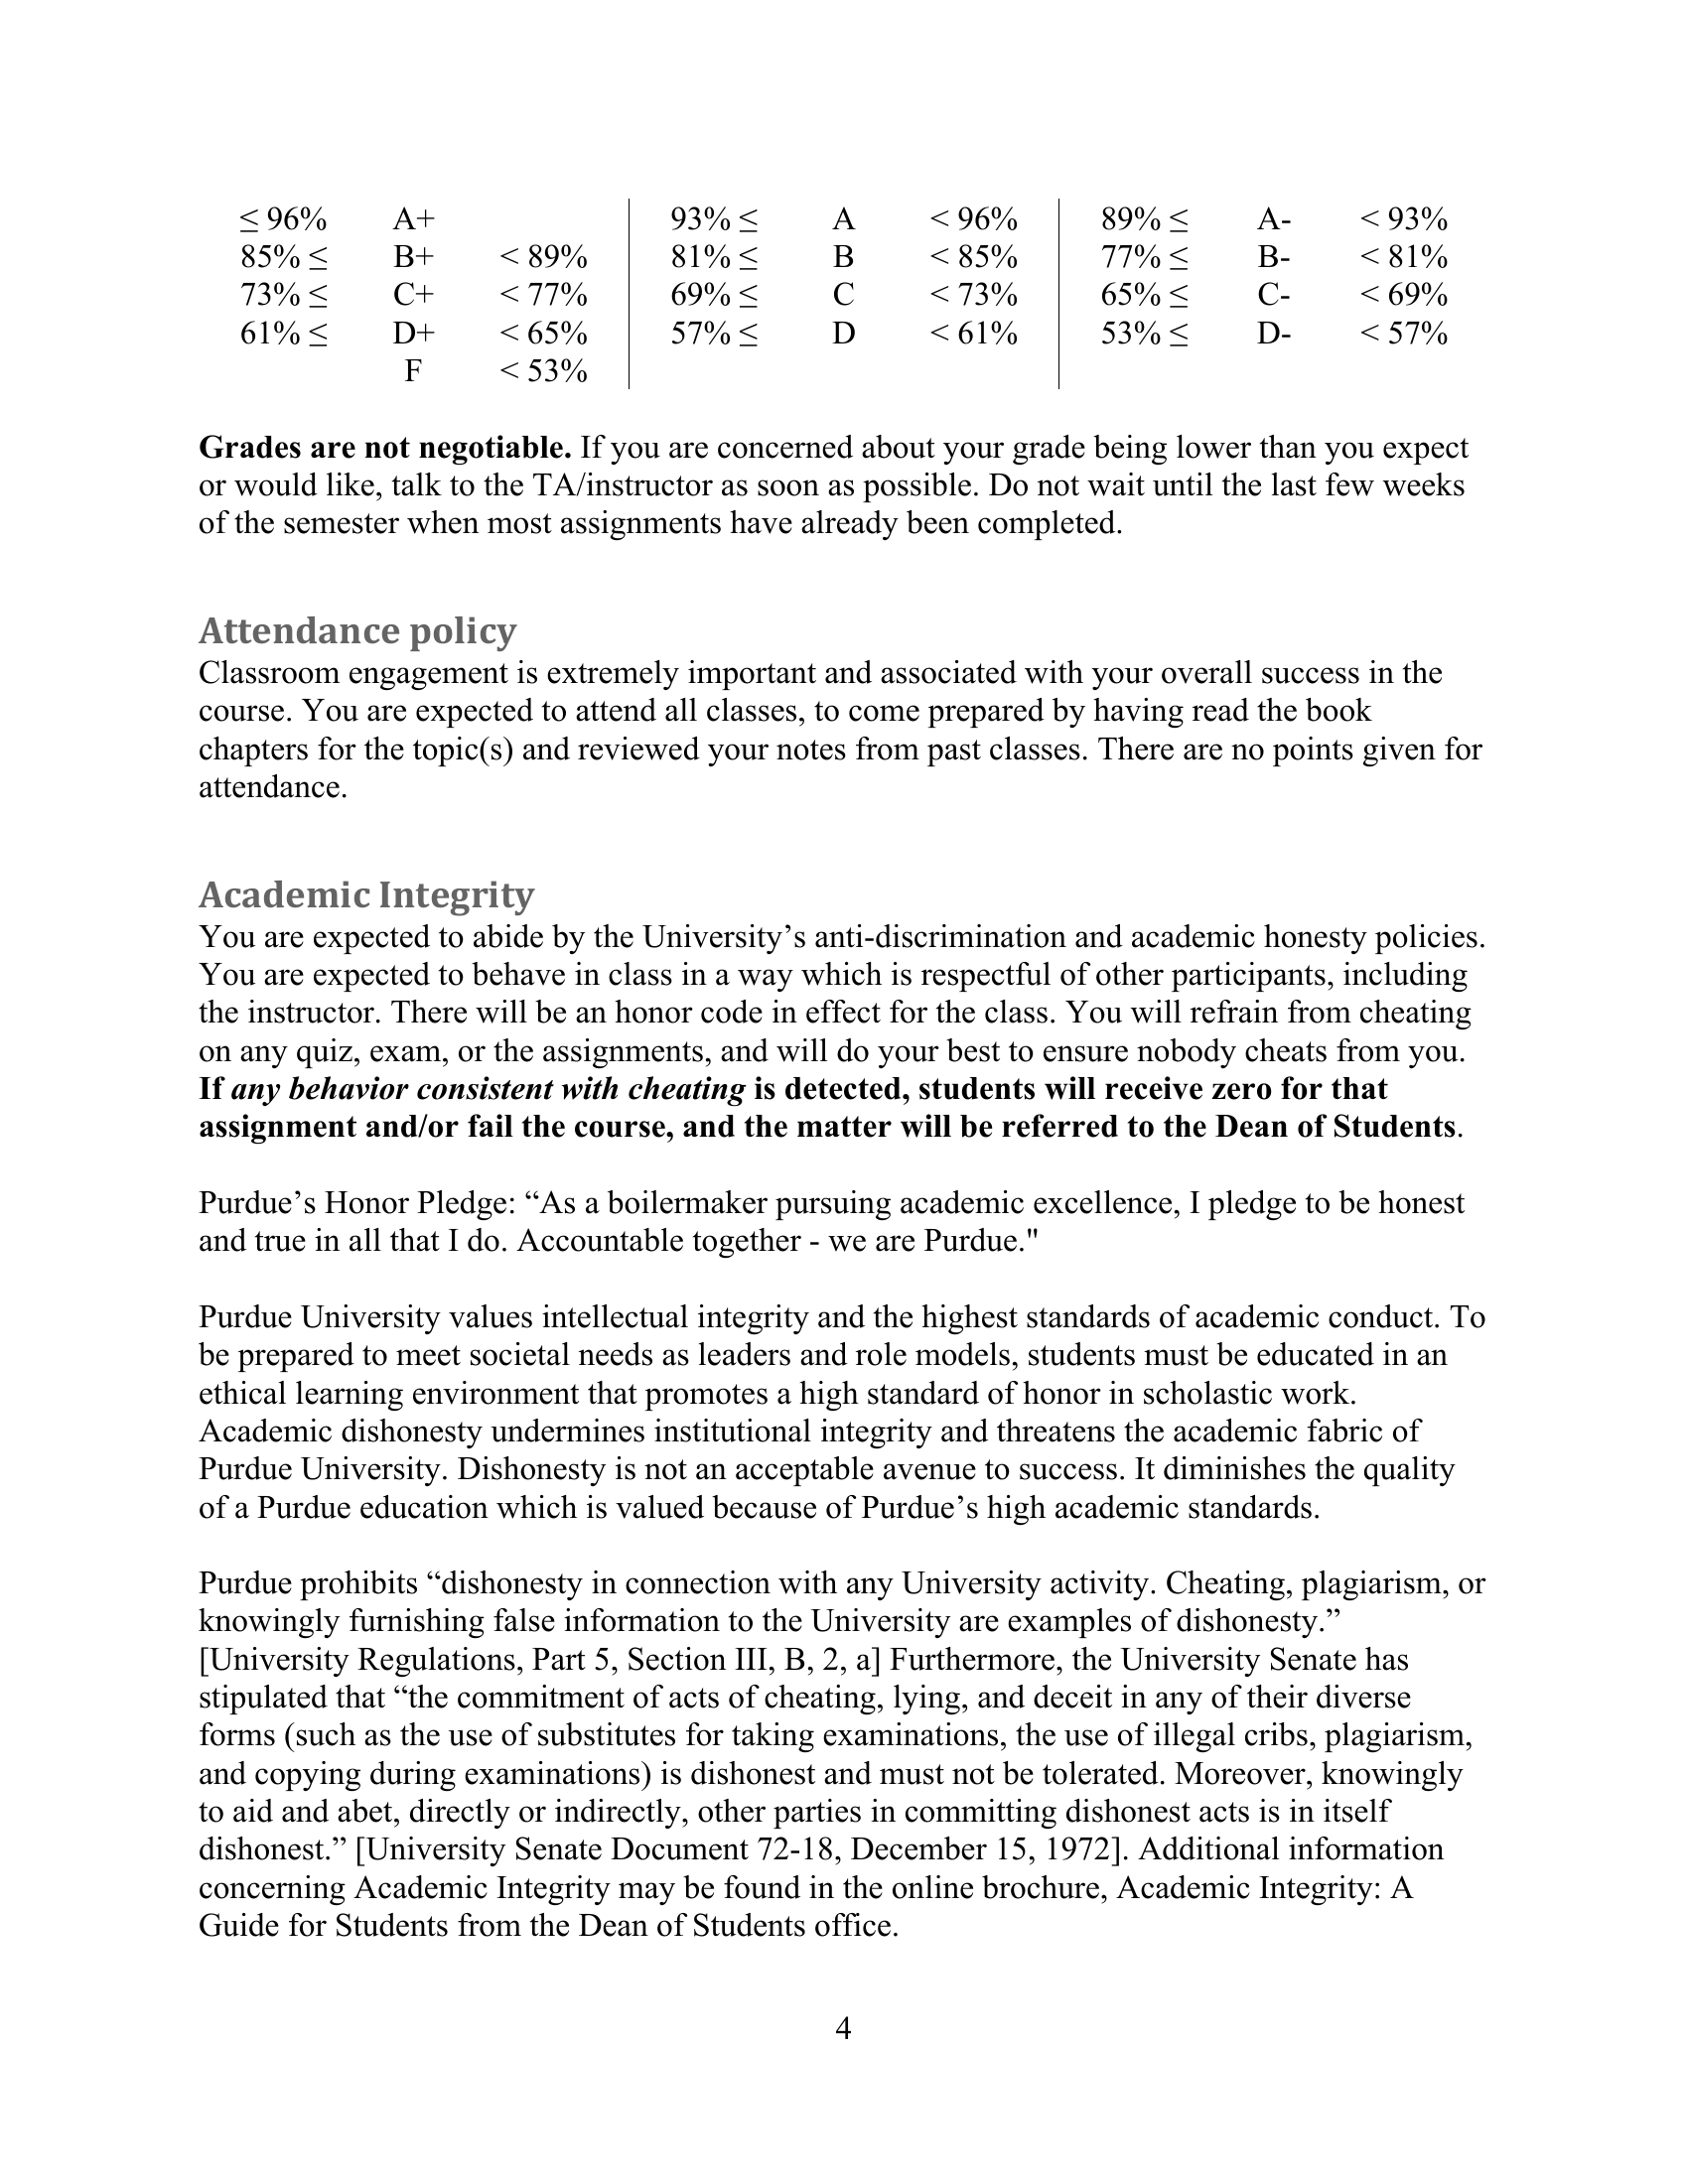 ≤ 96% A+ 93% ≤ A < 96% 89% ≤ A- < 93%
85% ≤ B+ < 89% 81% ≤ B < 85% 77% ≤ B- < 81%
73% ≤ C+ < 77% 69% ≤ C < 73% 65% ≤ C- < 69%
61% ≤ D+ < 65% 57% ≤ D < 61% 53% ≤ D- < 57%
F < 53%
Grades are not negotiable. If you are concerned about your grade being lower than you expect
or would like, talk to the TA/instructor as soon as possible. Do not wait until the last few weeks
of the semester when most assignments have already been completed.
Attendance policy
Classroom engagement is extremely important and associated with your overall success in the
course. You are expected to attend all classes, to come prepared by having read the book
chapters for the topic(s) and reviewed your notes from past classes. There are no points given for
attendance.
Academic Integrity
You are expected to abide by the University’s anti-discrimination and academic honesty policies.
You are expected to behave in class in a way which is respectful of other participants, including
the instructor. There will be an honor code in effect for the class. You will refrain from cheating
on any quiz, exam, or the assignments, and will do your best to ensure nobody cheats from you.
If any behavior consistent with cheating is detected, students will receive zero for that
assignment and/or fail the course, and the matter will be referred to the Dean of Students.
Purdue’s Honor Pledge: “As a boilermaker pursuing academic excellence, I pledge to be honest
and true in all that I do. Accountable together - we are Purdue."
Purdue University values intellectual integrity and the highest standards of academic conduct. To
be prepared to meet societal needs as leaders and role models, students must be educated in an
ethical learning environment that promotes a high standard of honor in scholastic work.
Academic dishonesty undermines institutional integrity and threatens the academic fabric of
Purdue University. Dishonesty is not an acceptable avenue to success. It diminishes the quality
of a Purdue education which is valued because of Purdue’s high academic standards.
Purdue prohibits “dishonesty in connection with any University activity. Cheating, plagiarism, or
knowingly furnishing false information to the University are examples of dishonesty.”
[University Regulations, Part 5, Section III, B, 2, a] Furthermore, the University Senate has
stipulated that “the commitment of acts of cheating, lying, and deceit in any of their diverse
forms (such as the use of substitutes for taking examinations, the use of illegal cribs, plagiarism,
and copying during examinations) is dishonest and must not be tolerated. Moreover, knowingly
to aid and abet, directly or indirectly, other parties in committing dishonest acts is in itself
dishonest.” [University Senate Document 72-18, December 15, 1972]. Additional information
concerning Academic Integrity may be found in the online brochure, Academic Integrity: A
Guide for Students from the Dean of Students office.
4